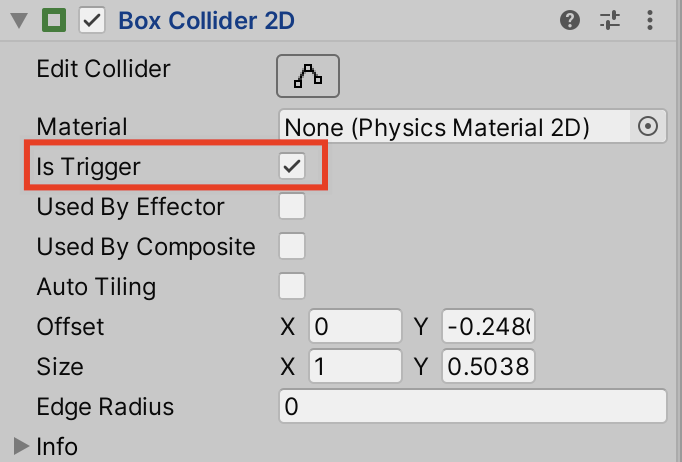 Box Collider 2D
Edit Collider
Material None (Physics Material 2D)
Is Trigger
Used By Effector
Used By Composite
Auto Tiling
Offset X 0 Y -0.248
Size X 1 Y 0.5038
Edge Radius 0
Info